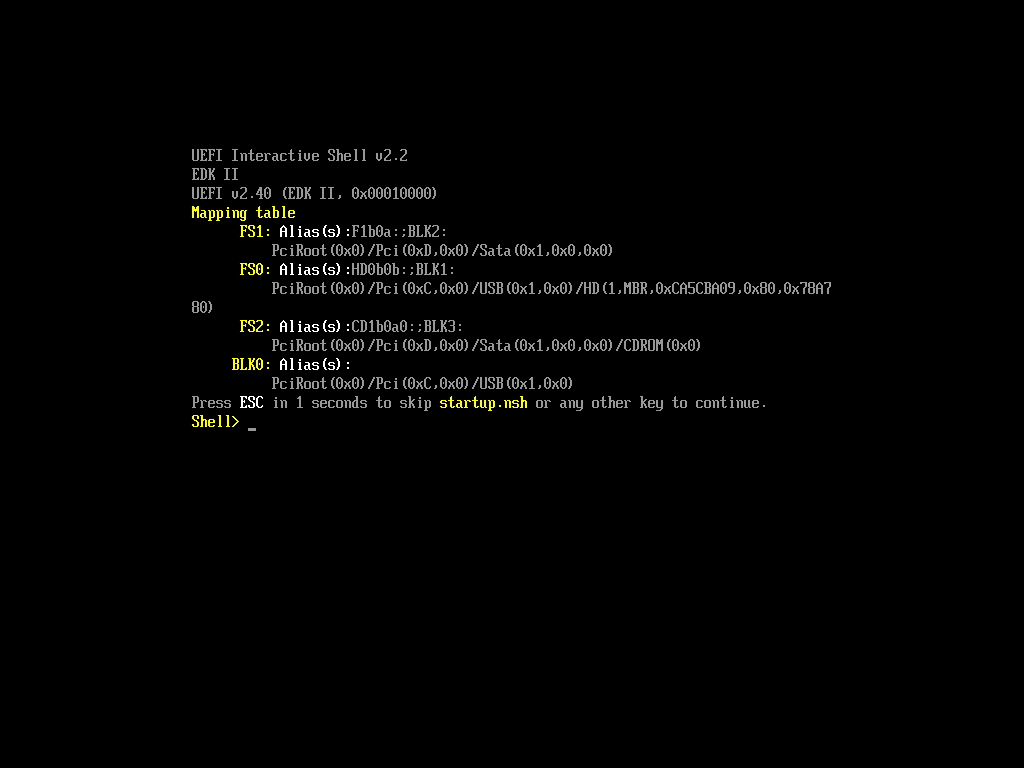 UEFI Interactive Shell v2.2
EDK II
UEFI v2.40 (EDK II, 0x00010000)
Mapping table
FS1: Alias(s):F1b0a:;BLK2:
PciRoot(0x0)/Pci(0xD,0x0)/Sata(0x1,0x0,0x0)
FS0: Alias(s):HD0b0b:;BLK1:
PciRoot(0x0)/Pci(0xC,0x0)/USB(0x1,0x0)/HD(1,MBR,0xCA5CBA09,0x80,0x78A7
80)
FS2: Alias(s):CD1b0a0:;BLK3:
PciRoot(0x0)/Pci(0xD,0x0)/Sata(0x1,0x0,0x0)/CDROM(0x0)
BLK0: Alias(s):
PciRoot(0x0)/Pci(0xC,0x0)/USB(0x1,0x0)
Press ESC in 1 seconds to skip startup.nsh or any other key to continue.
Shell> _